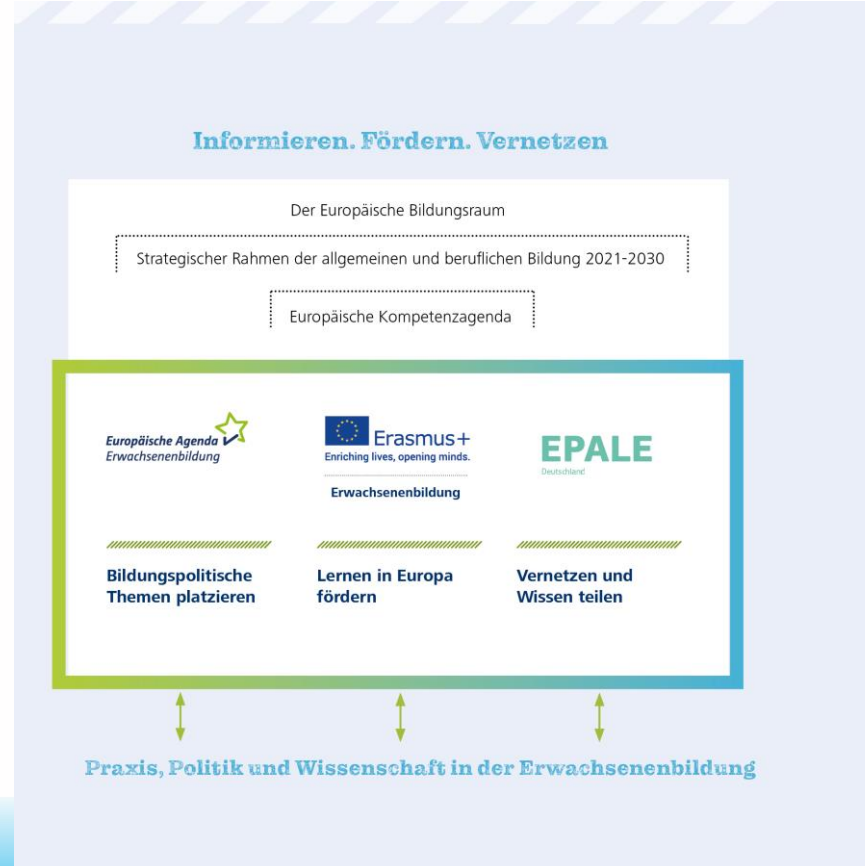 Informieren. Fördern. Vernetzen
Der Europäische Bildungsraum
Strategischer Rahmen der allgemeinen und beruflichen Bildung 2021-2030
Europäische Kompetenzagenda
Europäische Agenda
Erwachsenenbildung
Erasmus+
Enriching lives, opening minds.
Erwachsenenbildung
EPALE
Deutschland
Bildungspolitische
Themen platzieren
Lernen in Europa
fördern
Vernetzen und
Wissen teilen
Praxis, Politik und Wissenschaft in der Erwachsenenbildung